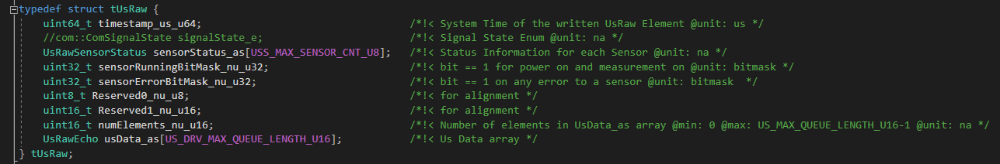 typedef struct tUsRaw {
uint64_t timestamp_us_u64; /*!< System Time of the written UsRaw Element @unit: us */
//com::ComSignalState signalState_e; /*!< Signal State Enum @unit: na */
UsRawSensorStatus sensorStatus_as[USS_MAX_SENSOR_CNT_U8]; /*!< Status Information for each Sensor @unit: na */
uint32_t sensorRunningBitMask_nu_u32; /*!< bit == 1 for power on and measurement on @unit: bitmask */
uint32_t sensorErrorBitMask_nu_u32; /*!< bit == 1 on any error to a sensor @unit: bitmask  */
uint8_t Reserved0_nu_u8; /*!< for alignment */
uint16_t Reserved1_nu_u16; /*!< for alignment */
uint16_t numElements_nu_u16; /*!< Number of elements in UsData_as array @min: 0 @max: US_MAX_QUEUE_LENGTH_U16-1 @unit: na */
UsRawEcho usData_as[US_DRV_MAX_QUEUE_LENGTH_U16]; /*!< Us Data array */
} tUsRaw;